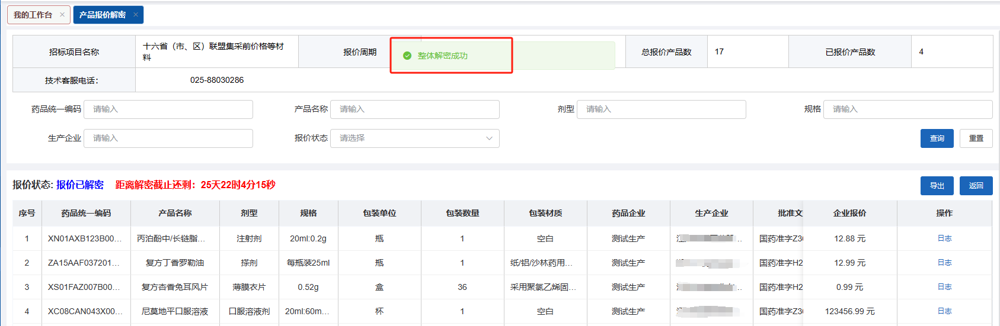 我的工作台 ×
产品报价解密 ×
招标项目名称
十六省（市、区）联盟集采前价格等材
料
报价周期
整体解密成功
总报价产品数
17
已报价产品数
4
技术客服电话：
025-88030286
药品统一编码 请输入
产品名称 请输入
剂型 请输入
规格 请输入
生产企业 请输入
报价状态 请选择
查询 重置
报价状态: 报价已解密 距离解密截止还剩：25天22时4分15秒
导出 返回
序号 药品统一编码 产品名称 剂型 规格 包装单位 包装数量 包装材质 药品企业 生产企业 批准文 企业报价 操作
1 XN01AXB123B00... 丙泊酚中/长链脂... 注射剂 20ml:0.2g 瓶 1 空白 测试生产 国药准字Z3 12.88 元 日志
2 ZA15AAF037201... 复方丁香罗勒油 搽剂 每瓶装25ml 瓶 1 纸/铝/沙林药用... 测试生产 国药准字H2 12.99 元 日志
3 XS01FAZ007B00... 复方杏香兔耳风片 薄膜衣片 0.52g 盒 36 采用聚氯乙烯固... 测试生产 国药准字H2 0.99 元 日志
4 XC08CAN043X00... 尼莫地平口服溶液 口服溶液剂 20ml:60m... 杯 1 空白 测试生产 国药准字Z3 123456.99 元 日志